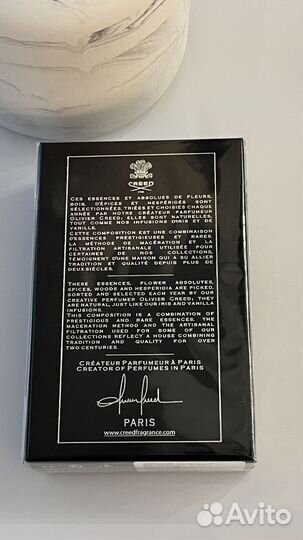 CREED
CES ESSENCES ET ABSOLUES DE FLEURS,
BOIS, D'ÉPICES ET HESPÉRIDÉS SONT
SÉLECTIONNÉES, TRIÉES ET CHOISIES CHAQUE
ANNÉE PAR NOTRE CRÉATEUR PARFUMEUR
OLIVIER CREED; ELLES SONT NATURELLES,
TOUT COMME NOS INFUSIONS D'IRIS ET DE
VANILLE.
CETTE COMPOSITION EST UNE COMBINAISON
D'ESSENCES PRESTIGIEUSES ET RARES.
LA MÉTHODE DE MACÉRATION ET LA
FILTRATION ARTISANALE UTILISÉE POUR
CERTAINES DE NOS COLLECTIONS,
TÉMOIGNENT D'UNE MAISON QUI A SU ALLIER
TRADITION ET QUALITÉ DEPUIS PLUS DE
DEUX SIÈCLES.
THESE ESSENCES, FLOWER ABSOLUTES,
SPICES, WOODS AND HESPERIDIA ARE PICKED,
SORTED AND SELECTED EACH YEAR BY OUR
CREATIVE PERFUMER OLIVIER CREED; THEY
ARE NATURAL, JUST LIKE OUR IRIS AND VANILLA
INFUSIONS.
THIS COMPOSITION IS A COMBINATION OF
PRESTIGIOUS AND RARE ESSENCES. THE
MACERATION METHOD AND THE ARTISANAL
FILTRATION USED FOR SOME OF OUR
COLLECTIONS REFLECT A HOUSE COMBINING
TRADITION AND QUALITY FOR OVER
TWO CENTURIES.
CRÉATEUR PARFUMEUR À PARIS
CREATOR OF PERFUMES IN PARIS
PARIS
www.creedfragrance.com
Avito